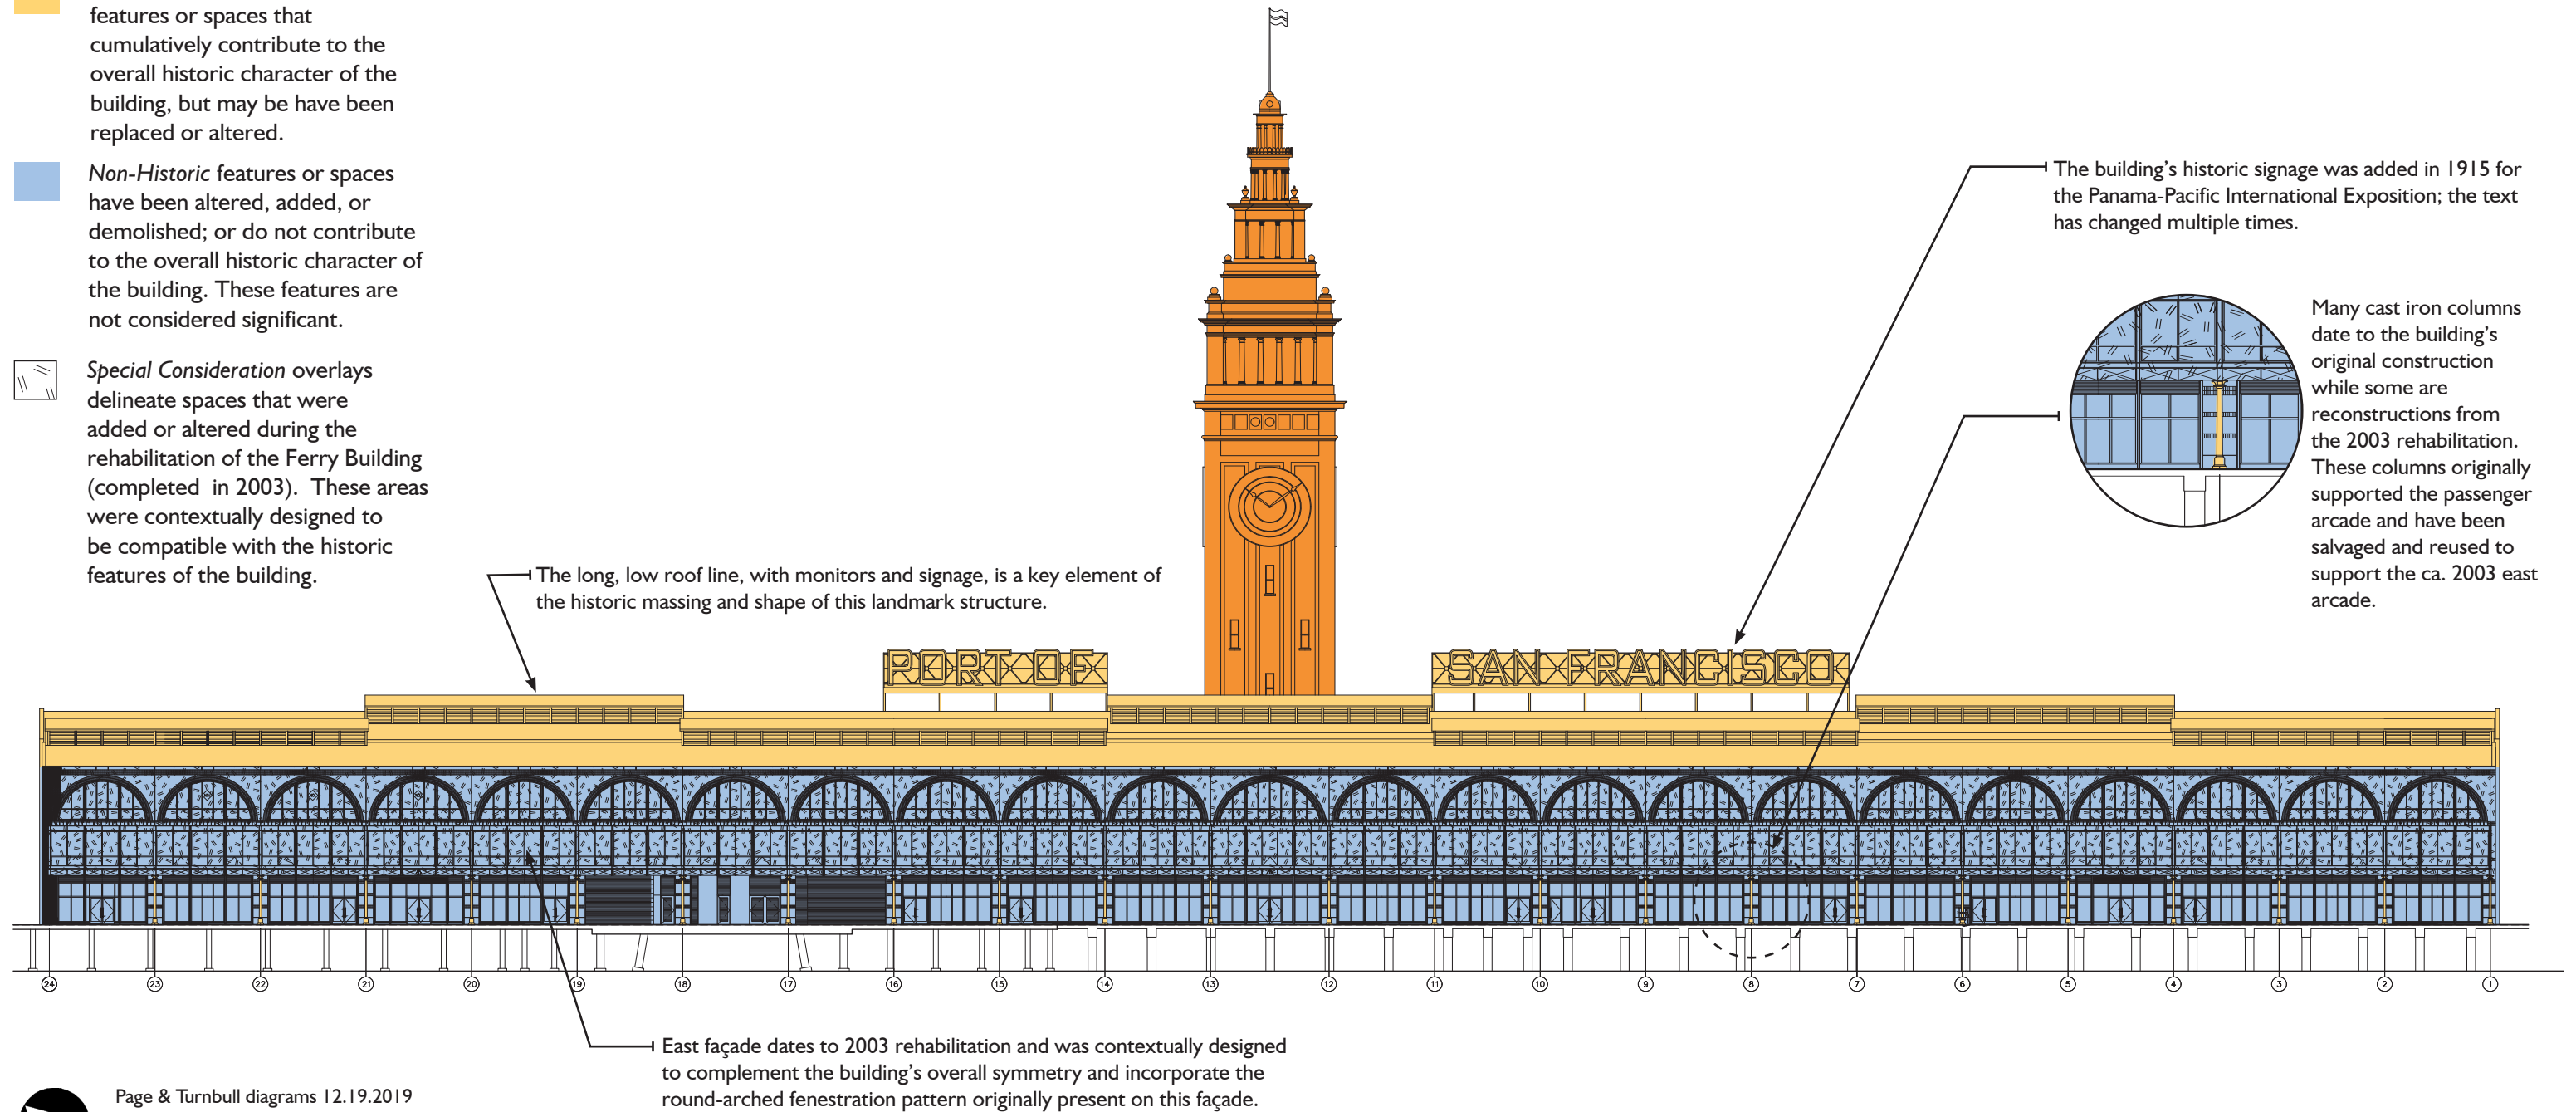 features or spaces that
cumulatively contribute to the
overall historic character of the
building, but may be have been
replaced or altered.
Non-Historic features or spaces
have been altered, added, or
demolished; or do not contribute
to the overall historic character of
the building. These features are
not considered significant.
Special Consideration overlays
delineate spaces that were
added or altered during the
rehabilitation of the Ferry Building
(completed in 2003). These areas
were contextually designed to
be compatible with the historic
features of the building.
The building's historic signage was added in 1915 for
the Panama-Pacific International Exposition; the text
has changed multiple times.
Many cast iron columns
date to the building's
original construction
while some are
reconstructions from
the 2003 rehabilitation.
These columns originally
supported the passenger
arcade and have been
salvaged and reused to
support the ca. 2003 east
arcade.
The long, low roof line, with monitors and signage, is a key element of
the historic massing and shape of this landmark structure.
PORT OF SAN FRANCISCO
24 23 22 21 20 19 18 17 16 15 14 13 12 11 10 9 8 7 6 5 4 3 2 1
East façade dates to 2003 rehabilitation and was contextually designed
to complement the building's overall symmetry and incorporate the
round-arched fenestration pattern originally present on this façade.
Page & Turnbull diagrams 12.19.2019